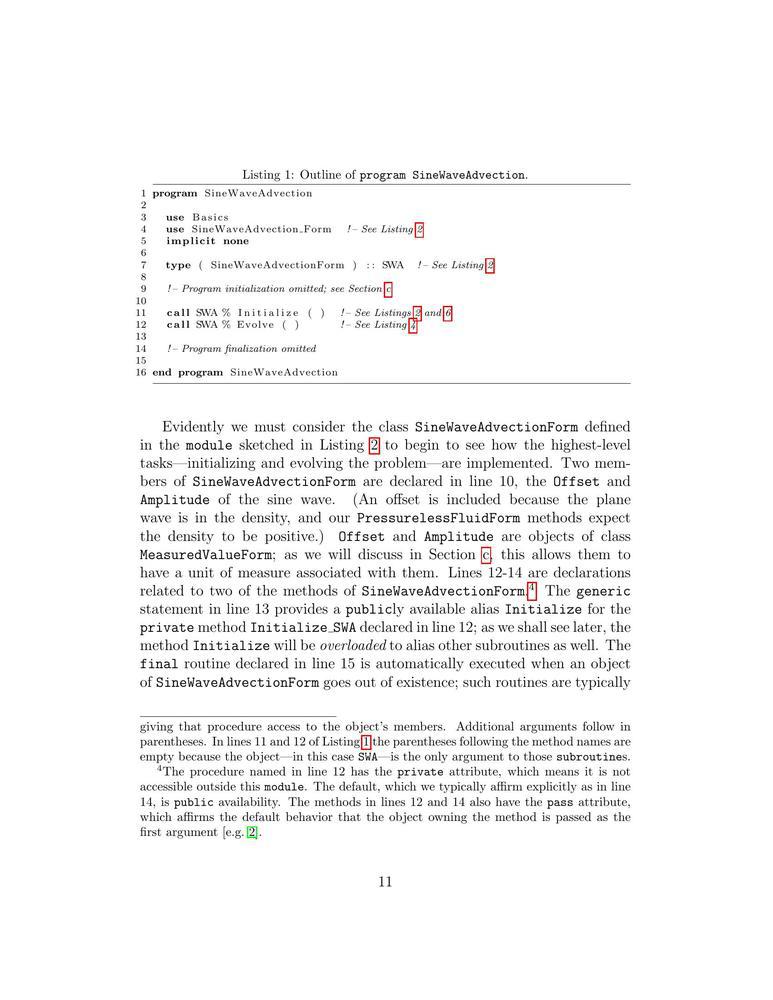 Listing 1: Outline of program SineWaveAdvection.
1 program SineWaveAdvection
2
3 use Basics
4 use SineWaveAdvection_Form !- See Listing 2
5 implicit none
6
7 type ( SineWaveAdvectionForm ) :: SWA !- See Listing 2
8
9 !- Program initialization omitted; see Section c
10
11 call SWA % Initialize ( ) !- See Listings 2 and 6
12 call SWA % Evolve ( ) !- See Listing 4
13
14 !- Program finalization omitted
15
16 end program SineWaveAdvection
Evidently we must consider the class SineWaveAdvectionForm defined
in the module sketched in Listing 2 to begin to see how the highest-level
tasks—initializing and evolving the problem—are implemented. Two mem-
bers of SineWaveAdvectionForm are declared in line 10, the Offset and
Amplitude of the sine wave. (An offset is included because the plane
wave is in the density, and our PressurelessFluidForm methods expect
the density to be positive.) Offset and Amplitude are objects of class
MeasuredValueForm; as we will discuss in Section c, this allows them to
have a unit of measure associated with them. Lines 12-14 are declarations
related to two of the methods of SineWaveAdvectionForm.4 The generic
statement in line 13 provides a publicly available alias Initialize for the
private method Initialize_SWA declared in line 12; as we shall see later, the
method Initialize will be overloaded to alias other subroutines as well. The
final routine declared in line 15 is automatically executed when an object
of SineWaveAdvectionForm goes out of existence; such routines are typically
giving that procedure access to the object's members. Additional arguments follow in
parentheses. In lines 11 and 12 of Listing 1 the parentheses following the method names are
empty because the object—in this case SWA—is the only argument to those subroutines.
4The procedure named in line 12 has the private attribute, which means it is not
accessible outside this module. The default, which we typically affirm explicitly as in line
14, is public availability. The methods in lines 12 and 14 also have the pass attribute,
which affirms the default behavior that the object owning the method is passed as the
first argument [e.g. 2].
11